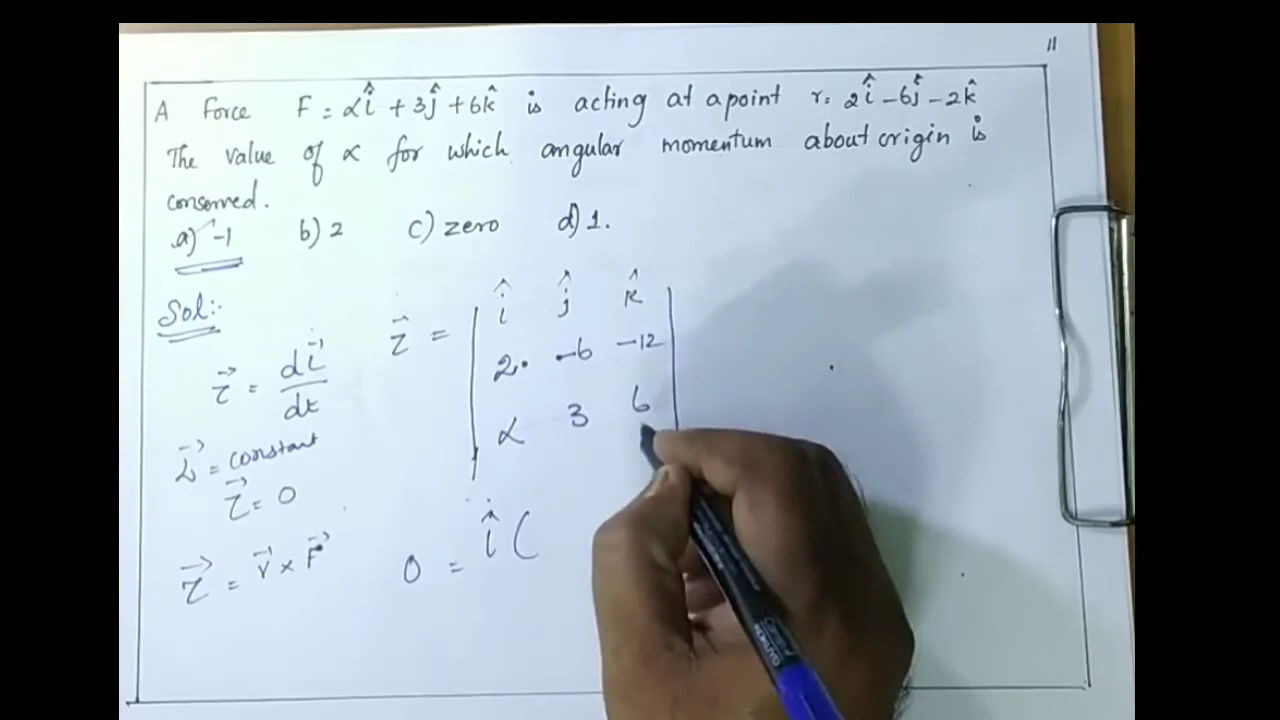 11
A Force F = αî + 3ĵ + 6k̂ is acting at a point r = 2î - 6ĵ - 2k̂
The value of α for which angular momentum about origin is
conserved.
a) -1 b) 2 c) zero d) 1.
Sol:-
τ⃗ = dL⃗/dt
L⃗ = constant
τ⃗ = 0
τ⃗ = r⃗ × F⃗
τ⃗ = | î ĵ k̂ |
| 2 -6 -12 |
| α 3 6 |
0 = î (